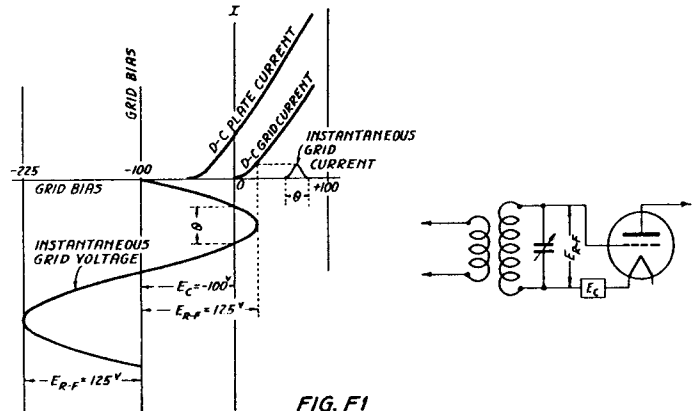 I
GRID BIAS
D-C PLATE CURRENT
D-C GRID CURRENT
INSTANTANEOUS
GRID
CURRENT
-225
-100
0
+100
GRID BIAS
θ
θ
INSTANTANEOUS
GRID VOLTAGE
E_C=-100^V
E_R-F=125^V
E_R-F=125^V
E_R-F
E_C
FIG. F1